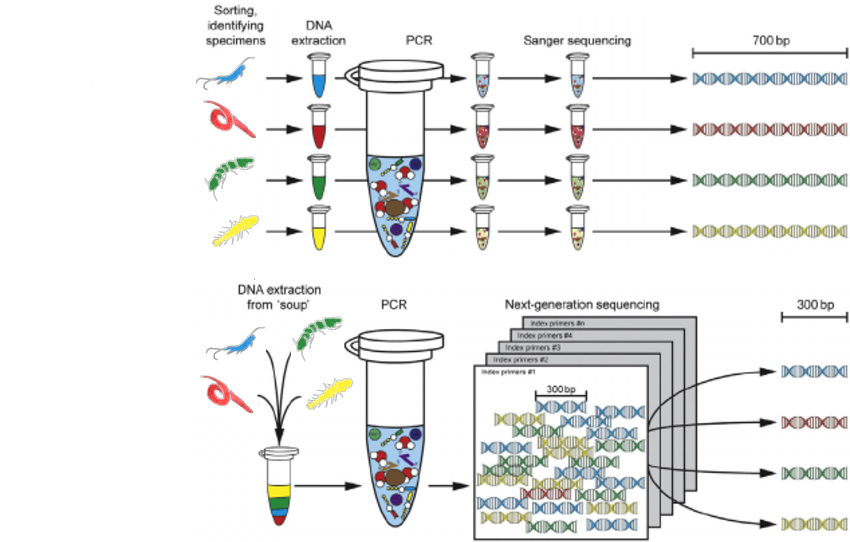 Sorting,
identifying
specimens
DNA
extraction
PCR
Sanger sequencing
700 bp
DNA extraction
from 'soup'
PCR
Next-generation sequencing
300 bp
Index primers #n
Index primers #4
Index primers #3
Index primers #2
Index primers #1
300 bp